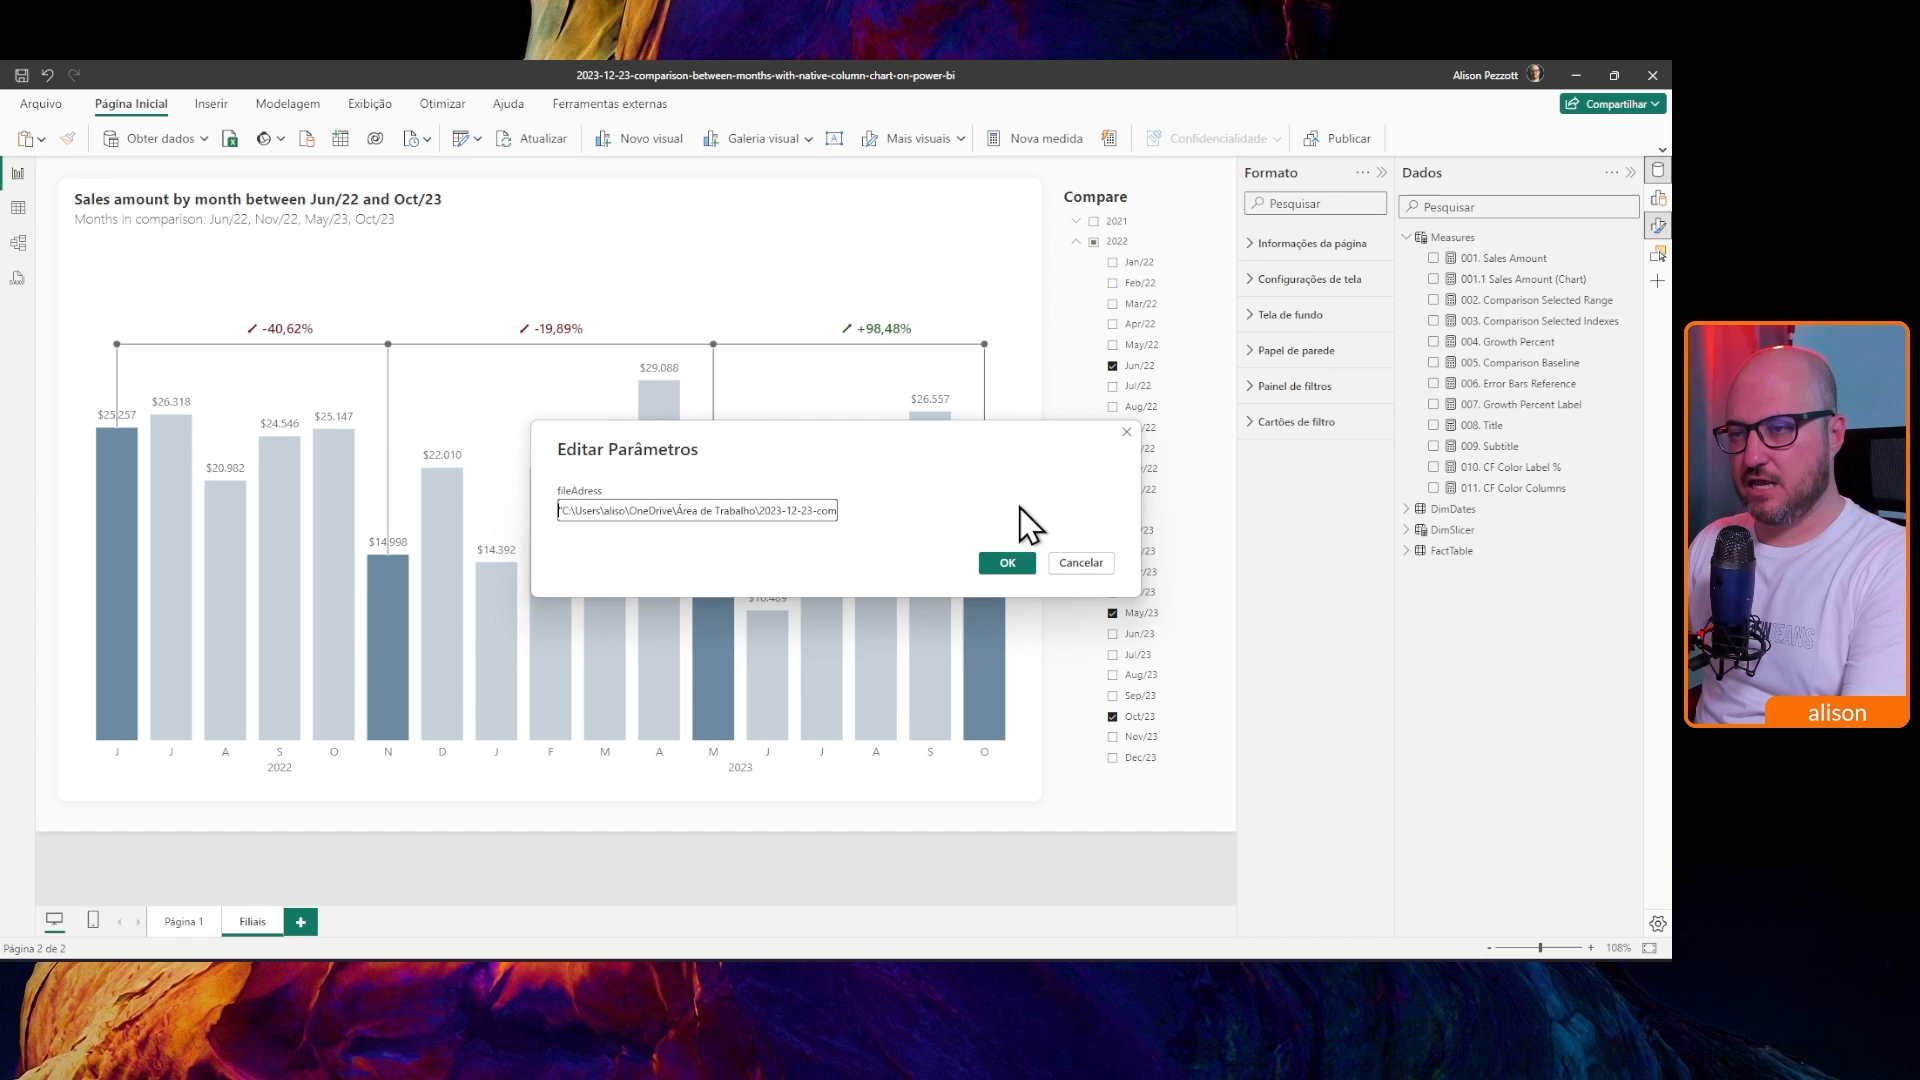 2023-12-23-comparison-between-months-with-native-column-chart-on-power-bi
Alison Pezzott
Arquivo
Página Inicial
Inserir
Modelagem
Exibição
Otimizar
Ajuda
Ferramentas externas
Compartilhar
Obter dados
Atualizar
Novo visual
Galeria visual
Mais visuais
Nova medida
Confidencialidade
Publicar
Sales amount by month between Jun/22 and Oct/23
Months in comparison: Jun/22, Nov/22, May/23, Oct/23
-40,62%
-19,89%
+98,48%
$25.257
$26.318
$20.982
$24.546
$25.147
$14.998
$22.010
$14.392
$29.088
$26.557
J
J
A
S
O
N
D
J
F
M
A
M
J
J
A
S
O
2022
2023
Compare
2021
2022
Jan/22
Feb/22
Mar/22
Apr/22
May/22
Jun/22
Jul/22
Aug/22
/22
/22
/22
/22
/23
/23
/23
/23
May/23
Jun/23
Jul/23
Aug/23
Sep/23
Oct/23
Nov/23
Dec/23
Editar Parâmetros
fileAdress
"C:\Users\aliso\OneDrive\Área de Trabalho\2023-12-23-com
OK
Cancelar
Formato
Pesquisar
Informações da página
Configurações de tela
Tela de fundo
Papel de parede
Painel de filtros
Cartões de filtro
Dados
Pesquisar
Measures
001. Sales Amount
001.1 Sales Amount (Chart)
002. Comparison Selected Range
003. Comparison Selected Indexes
004. Growth Percent
005. Comparison Baseline
006. Error Bars Reference
007. Growth Percent Label
008. Title
009. Subtitle
010. CF Color Label %
011. CF Color Columns
DimDates
DimSlicer
FactTable
Página 1
Filiais
Página 2 de 2
108%
alison